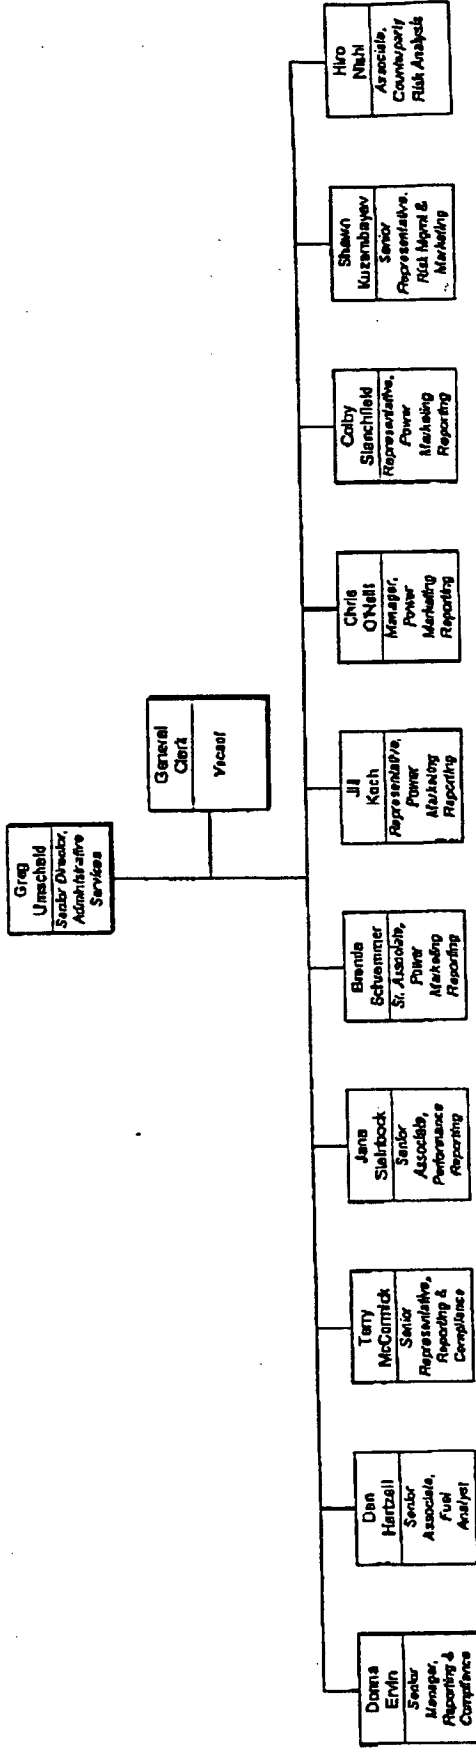 Greg
Umscheid
Senior Director,
Administrative
Services
General
Clerk
Vacant
Donna
Ervin
Senior
Manager,
Reporting &
Compliance
Dan
Hartzell
Senior
Associate,
Fuel
Analyst
Terry
McCormick
Senior
Representative,
Reporting &
Compliance
Jana
Steinbock
Senior
Associate,
Performance
Reporting
Brenda
Sr. Associate,
Power
Marketing
Reporting
Jill
Koch
Representative,
Power
Marketing
Reporting
Chris
O'Neill
Manager,
Power
Marketing
Reporting
Colby
Representative,
Power
Marketing
Reporting
Shawn
Kuzembayev
Senior
Representative,
Risk Mgmt &
Marketing
Hiro
Nishi
Associate,
Counterparty
Risk Analysis